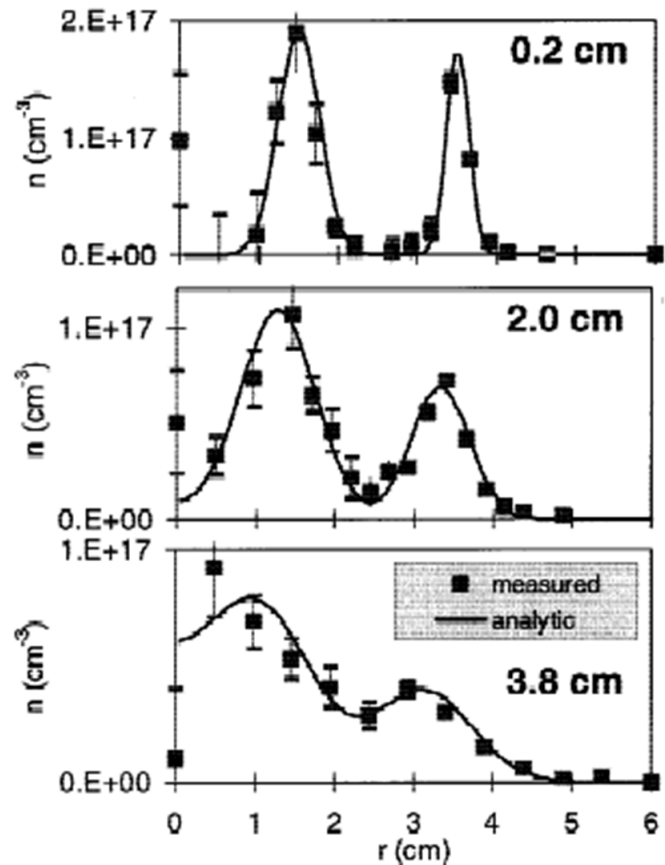 2.E+17
0.2 cm
n (cm-3)
1.E+17
0.E+00
2.0 cm
1.E+17
n (cm-3)
0.E+00
1.E+17
measured
analytic
n (cm-3)
3.8 cm
0.E+00
0 1 2 3 4 5 6
r (cm)